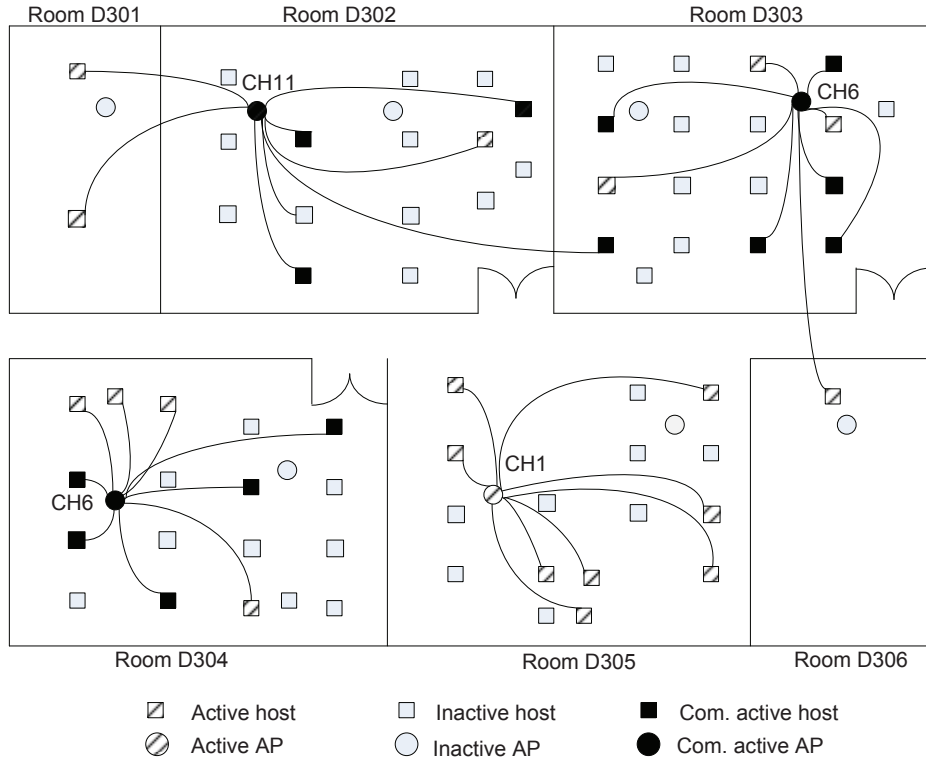 Room D301
Room D302
Room D303
CH11
CH6
CH6
CH1
Room D304
Room D305
Room D306
Active host
Inactive host
Com. active host
Active AP
Inactive AP
Com. active AP